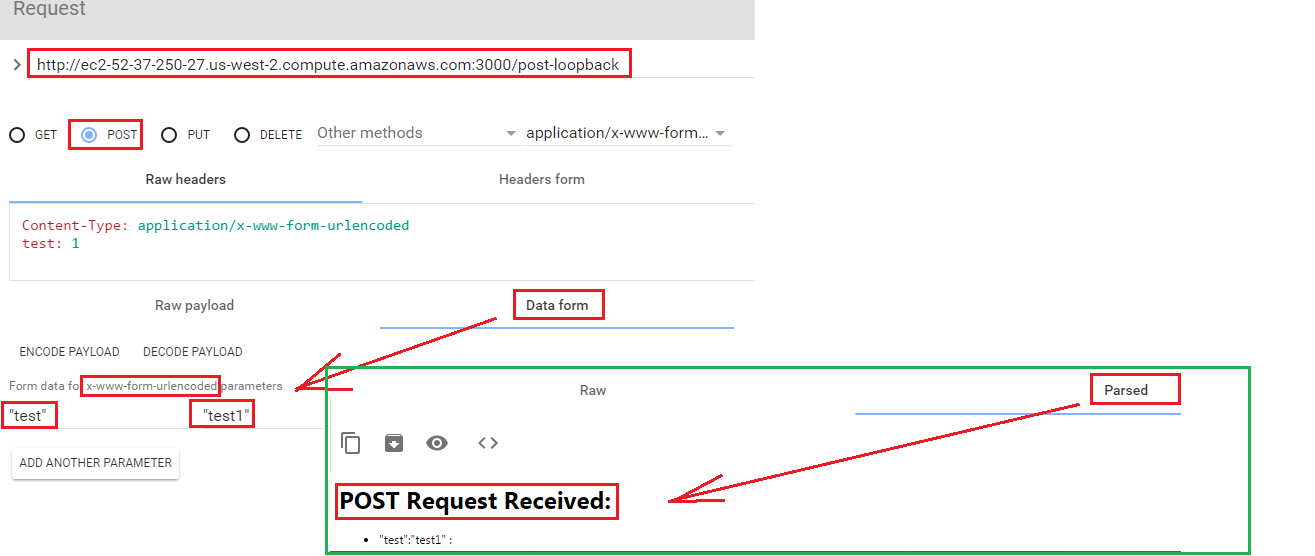 Request
http://ec2-52-37-250-27.us-west-2.compute.amazonaws.com:3000/post-loopback
GET POST PUT DELETE Other methods application/x-www-form...
Raw headers Headers form
Content-Type: application/x-www-form-urlencoded
test: 1
Raw payload Data form
ENCODE PAYLOAD DECODE PAYLOAD
Form data fo x-www-form-urlencoded parameters
"test" "test1"
ADD ANOTHER PARAMETER
Raw Parsed
POST Request Received:
• "test":"test1" :